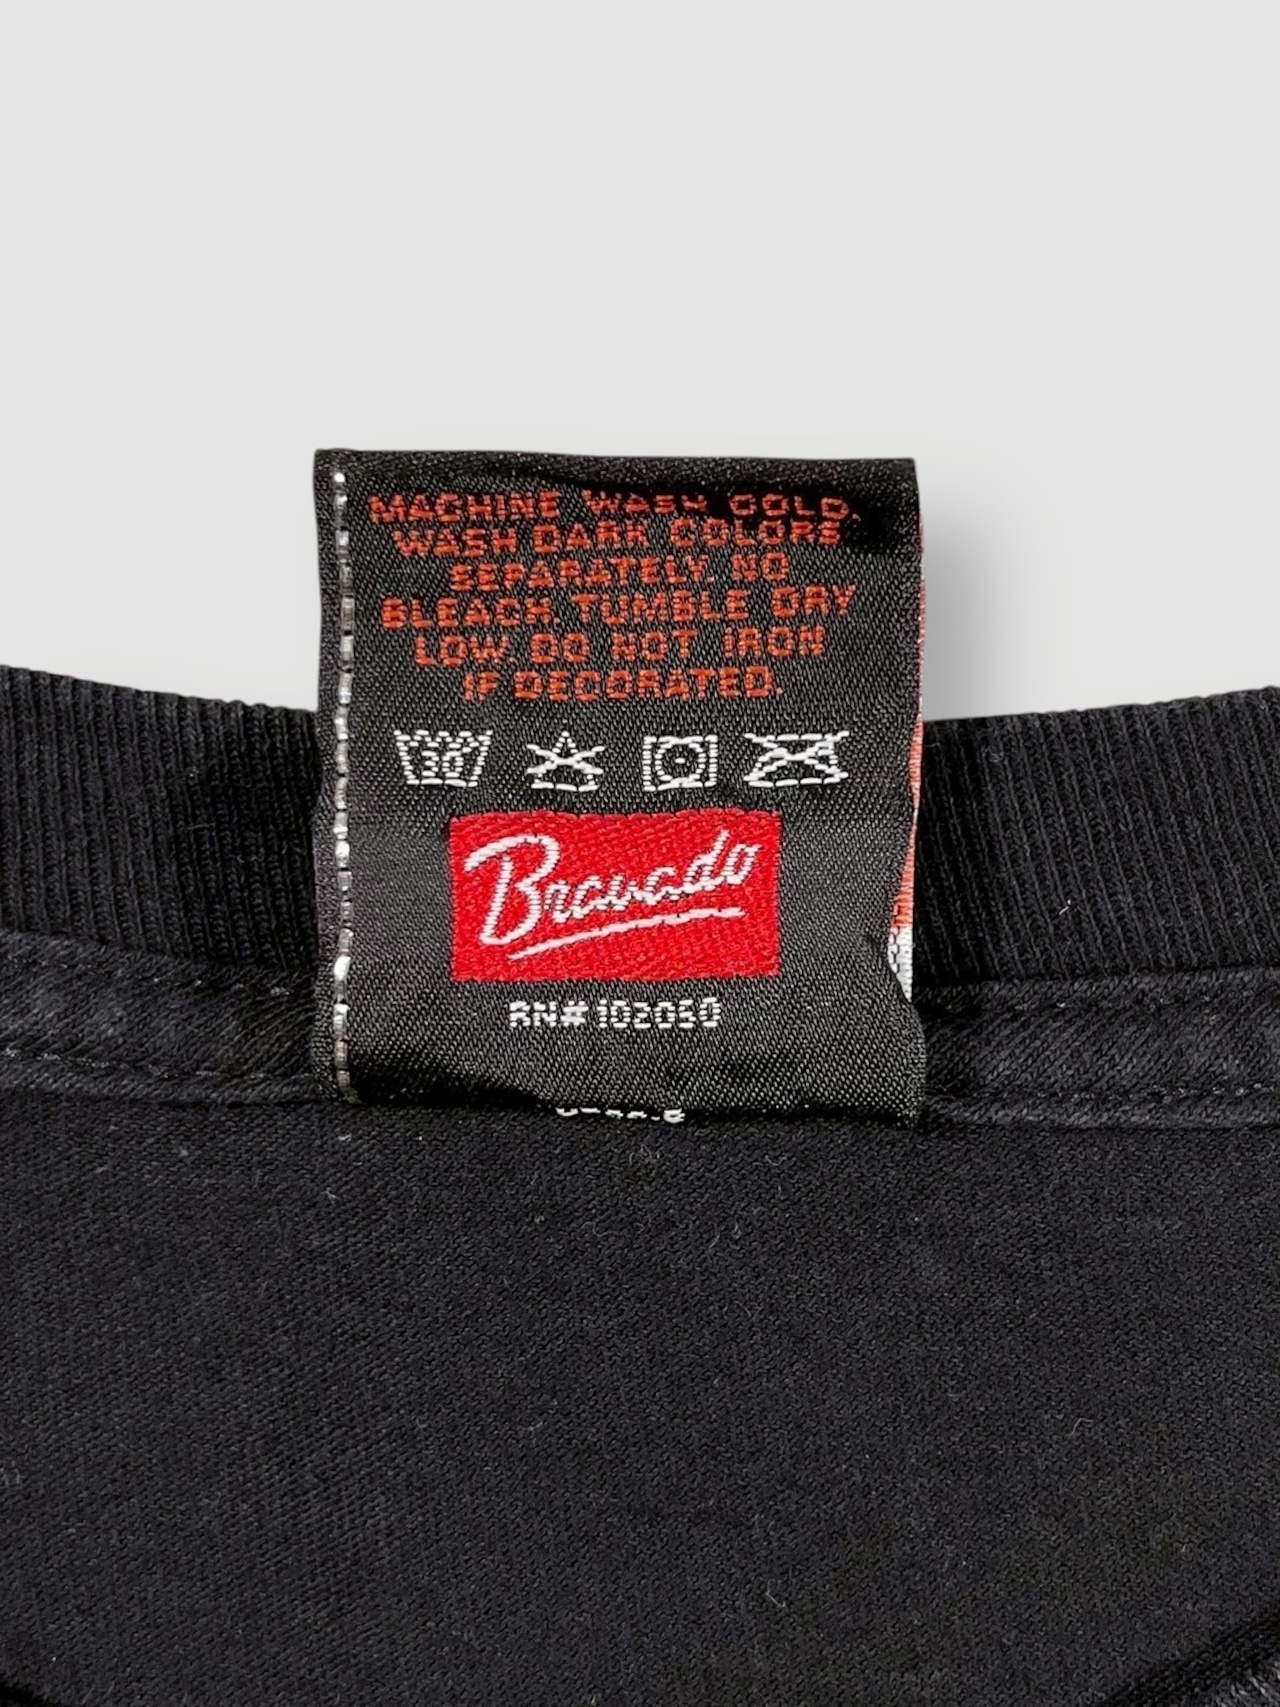 MACHINE WASH COLD.
WASH DARK COLORS
SEPARATELY. NO
BLEACH. TUMBLE DRY
LOW. DO NOT IRON
IF DECORATED.
30
Bravado
RN# 102050